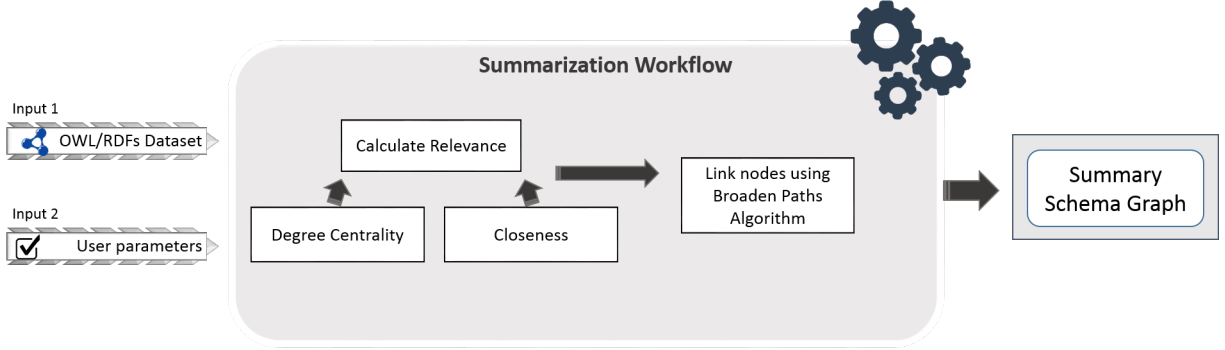 Summarization Workflow
Input 1
OWL/RDFs Dataset
Input 2
User parameters
Calculate Relevance
Degree Centrality
Closeness
Link nodes using
Broaden Paths
Algorithm
Summary
Schema Graph